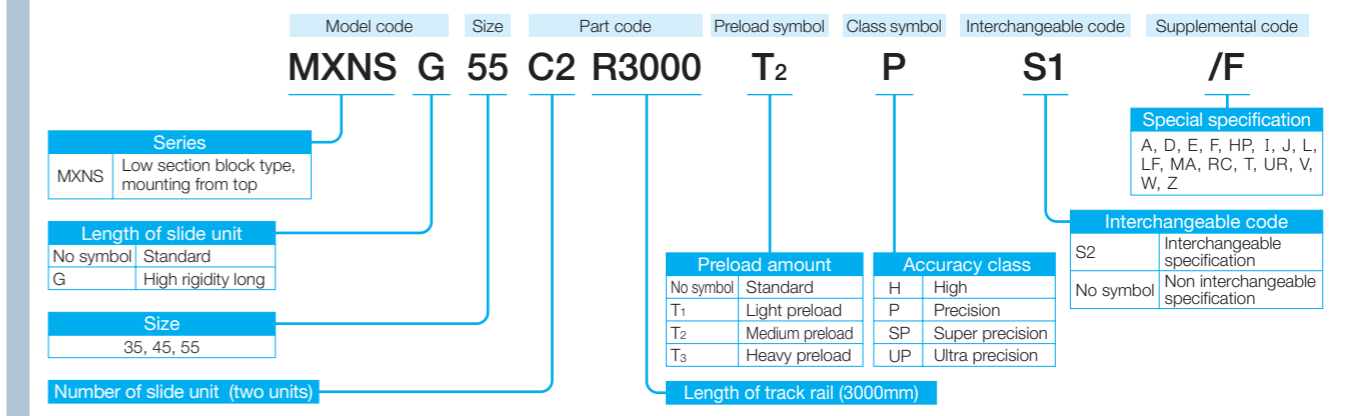 Model code Size Part code Preload symbol Class symbol Interchangeable code Supplemental code
MXNS G 55 C2 R3000 T2 P S1 /F
Series
MXNS Low section block type,
mounting from top
Length of slide unit
No symbol Standard
G High rigidity long
Size
35, 45, 55
Number of slide unit (two units)
Length of track rail (3000mm)
Preload amount
No symbol Standard
T1 Light preload
T2 Medium preload
T3 Heavy preload
Accuracy class
H High
P Precision
SP Super precision
UP Ultra precision
Interchangeable code
S2 Interchangeable
specification
No symbol Non interchangeable
specification
Special specification
A, D, E, F, HP, I, J, L,
LF, MA, RC, T, UR, V,
W, Z